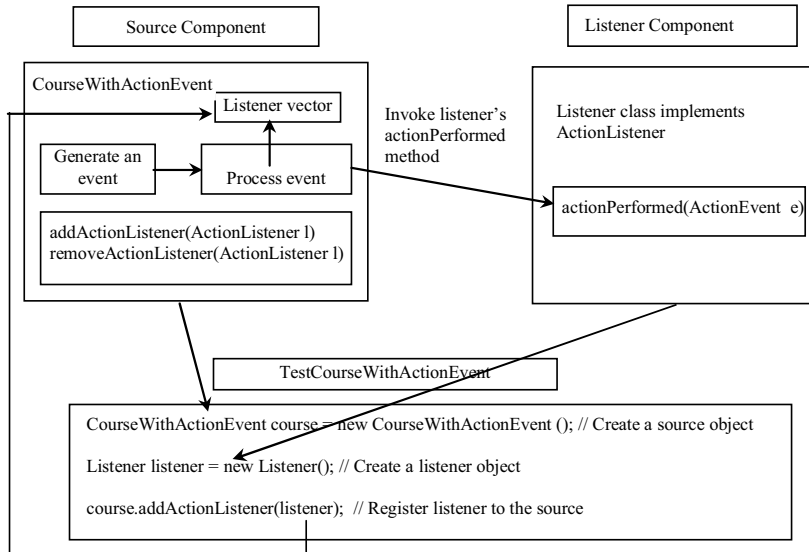 Source Component
Listener Component
CourseWithActionEvent
Listener vector
Generate an
event
Process event
addActionListener(ActionListener l)
removeActionListener(ActionListener l)
Invoke listener’s
actionPerformed
method
Listener class implements
ActionListener
actionPerformed(ActionEvent e)
TestCourseWithActionEvent
CourseWithActionEvent course = new CourseWithActionEvent (); // Create a source object
Listener listener = new Listener(); // Create a listener object
course.addActionListener(listener); // Register listener to the source